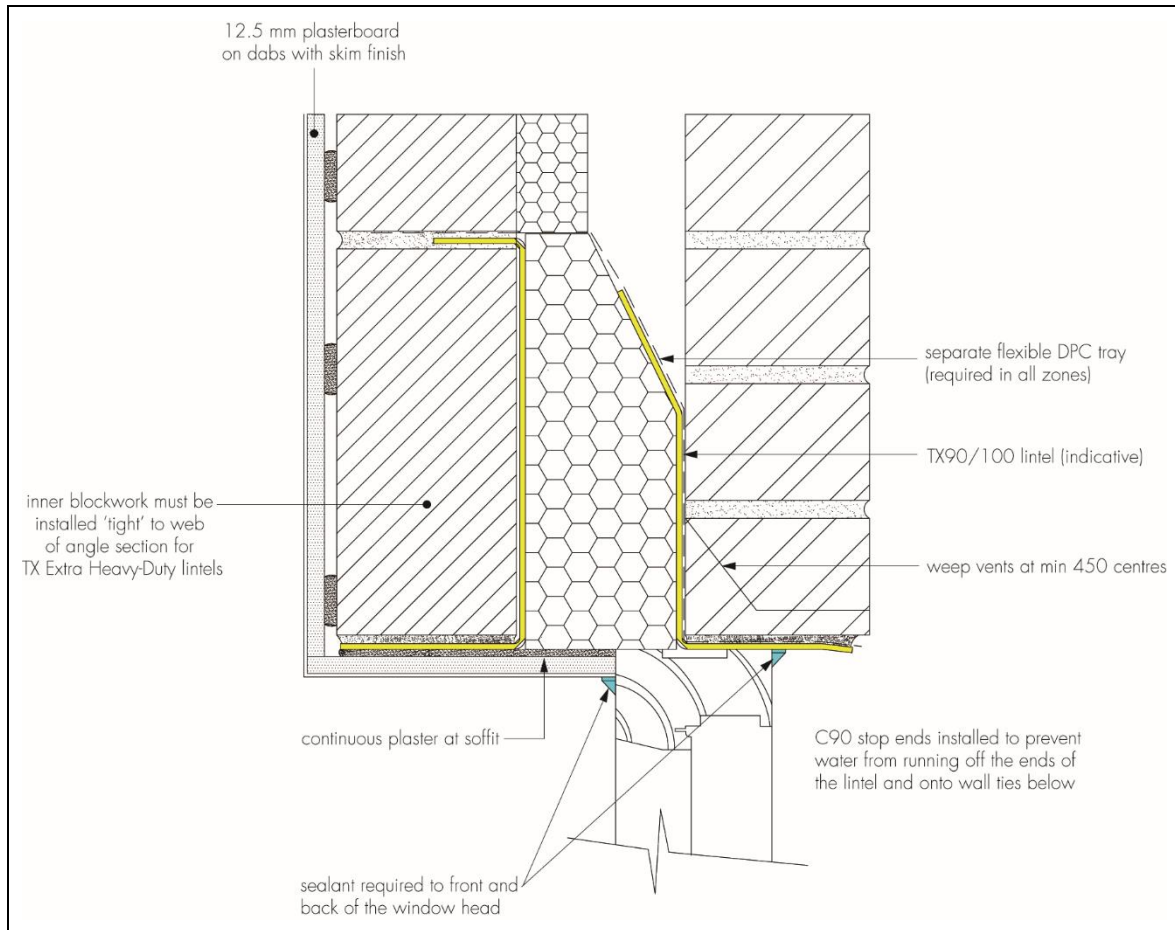 12.5 mm plasterboard
on dabs with skim finish
separate flexible DPC tray
(required in all zones)
TX90/100 lintel (indicative)
inner blockwork must be
installed ‘tight’ to web
of angle section for
TX Extra Heavy-Duty lintels
weep vents at min 450 centres
continuous plaster at soffit
C90 stop ends installed to prevent
water from running off the ends of
the lintel and onto wall ties below
sealant required to front and
back of the window head